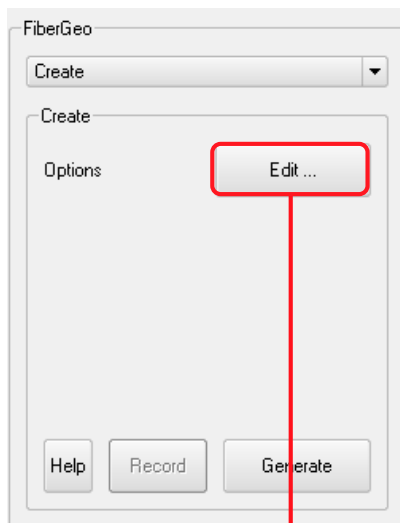 FiberGeo
Create
Create
Options Edit ...
Help Record Generate